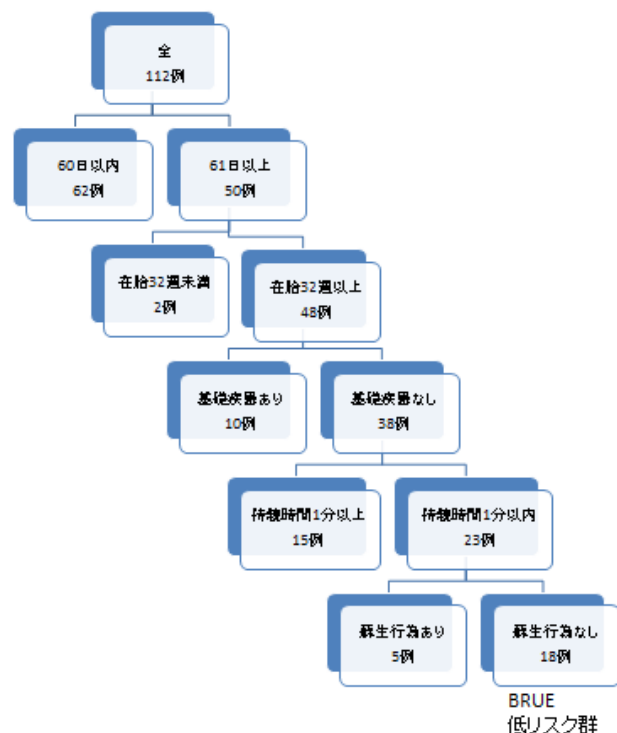 全
112例
60日以内
62例
61日以上
50例
在胎32週未満
2例
在胎32週以上
48例
基礎疾患あり
10例
基礎疾患なし
38例
持続時間1分以上
15例
持続時間1分以内
23例
蘇生行為あり
5例
蘇生行為なし
18例
BRUE
低リスク群